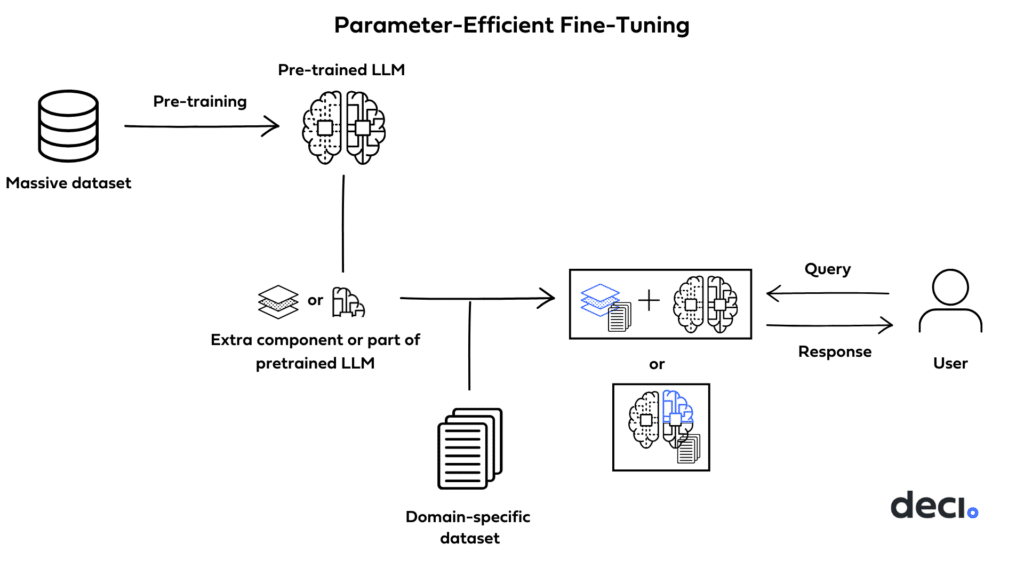 Parameter-Efficient Fine-Tuning
Pre-trained LLM
Pre-training
Massive dataset
or
Extra component or part of
pretrained LLM
Query
Response
User
or
Domain-specific
dataset
deci.